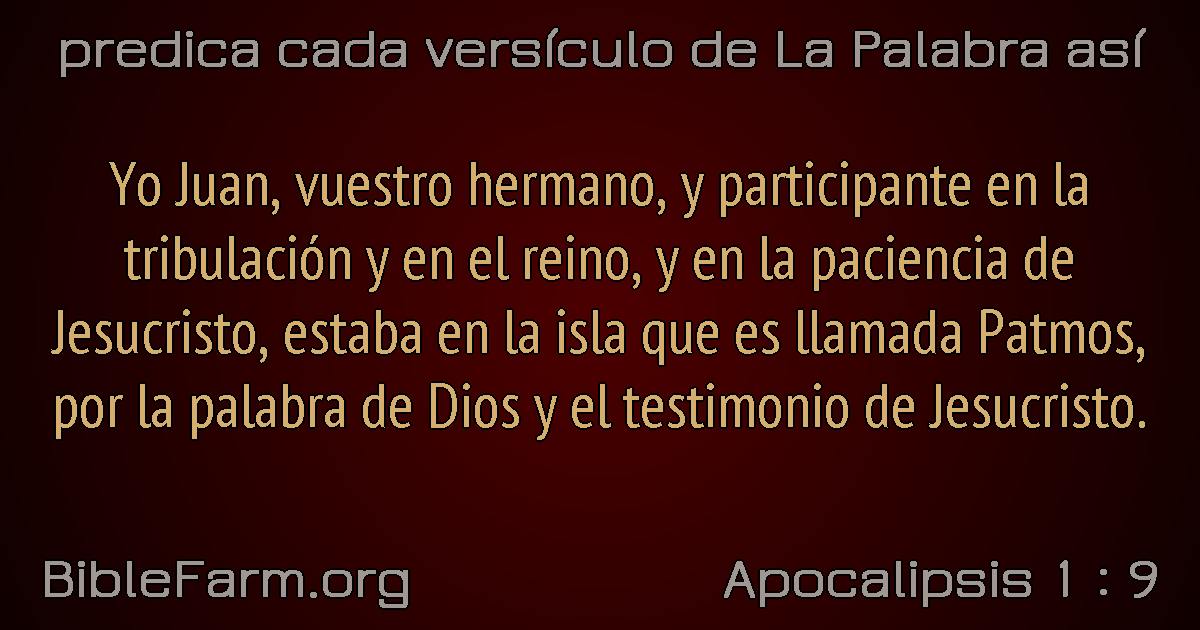 predica cada versículo de La Palabra así
Yo Juan, vuestro hermano, y participante en la
tribulación y en el reino, y en la paciencia de
Jesucristo, estaba en la isla que es llamada Patmos,
por la palabra de Dios y el testimonio de Jesucristo.
BibleFarm.org
Apocalipsis 1 : 9